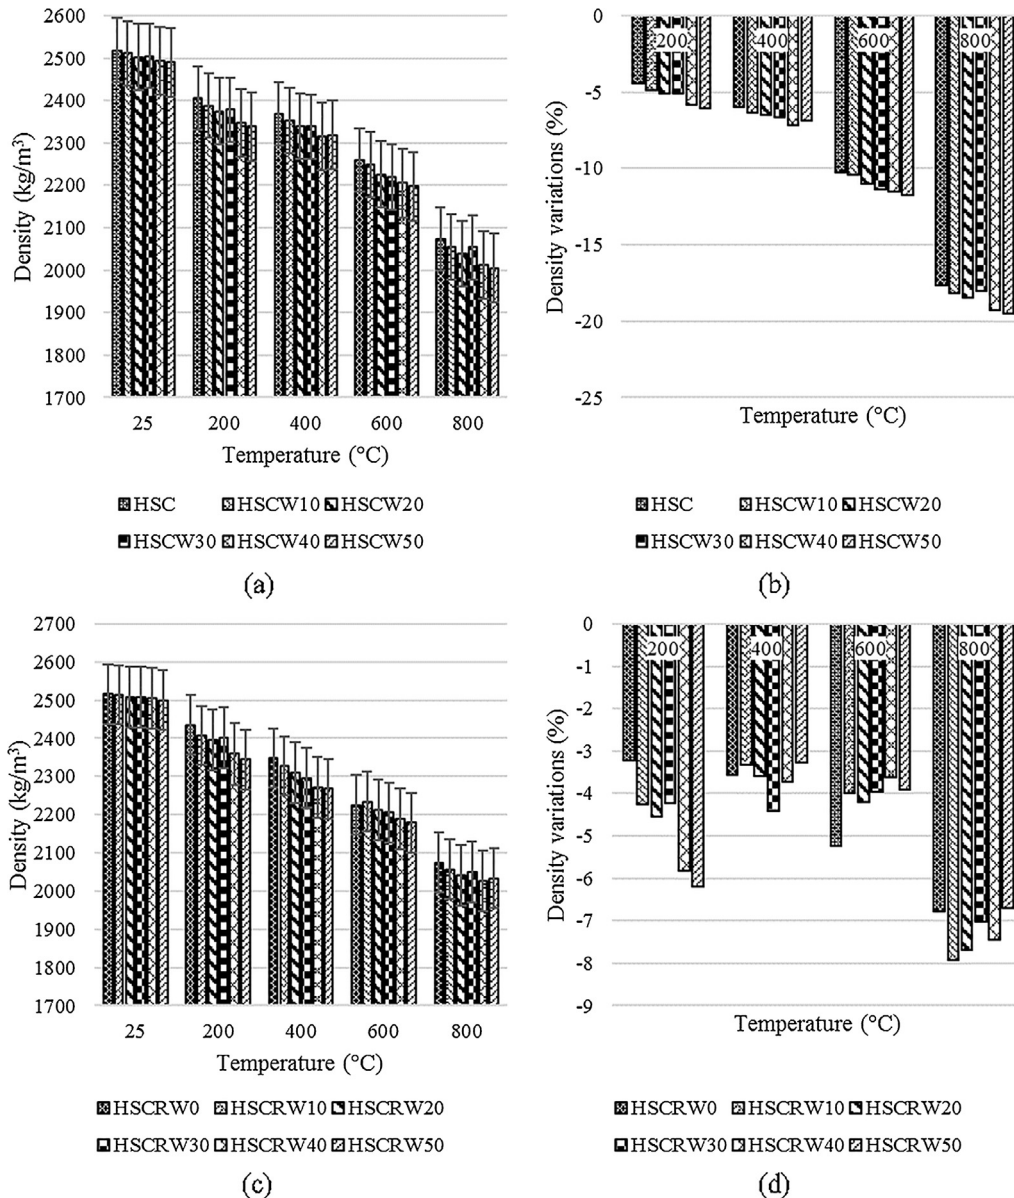 2600
2500
2400
2300
2200
2100
2000
1900
1800
1700
Density (kg/m³)
25 200 400 600 800
Temperature (°C)
HSC HSCW10 HSCW20
HSCW30 HSCW40 HSCW50
(a)
0
-5
-10
-15
-20
-25
Density variations (%)
200 400 600 800
Temperature (°C)
HSC HSCW10 HSCW20
HSCW30 HSCW40 HSCW50
(b)
2700
2600
2500
2400
2300
2200
2100
2000
1900
1800
1700
Density (kg/m³)
25 200 400 600 800
Temperature (°C)
HSCRW0 HSCRW10 HSCRW20
HSCRW30 HSCRW40 HSCRW50
(c)
0
-1
-2
-3
-4
-5
-6
-7
-8
-9
Density variations (%)
200 400 600 800
Temperature (°C)
HSCRW0 HSCRW10 HSCRW20
HSCRW30 HSCRW40 HSCRW50
(d)